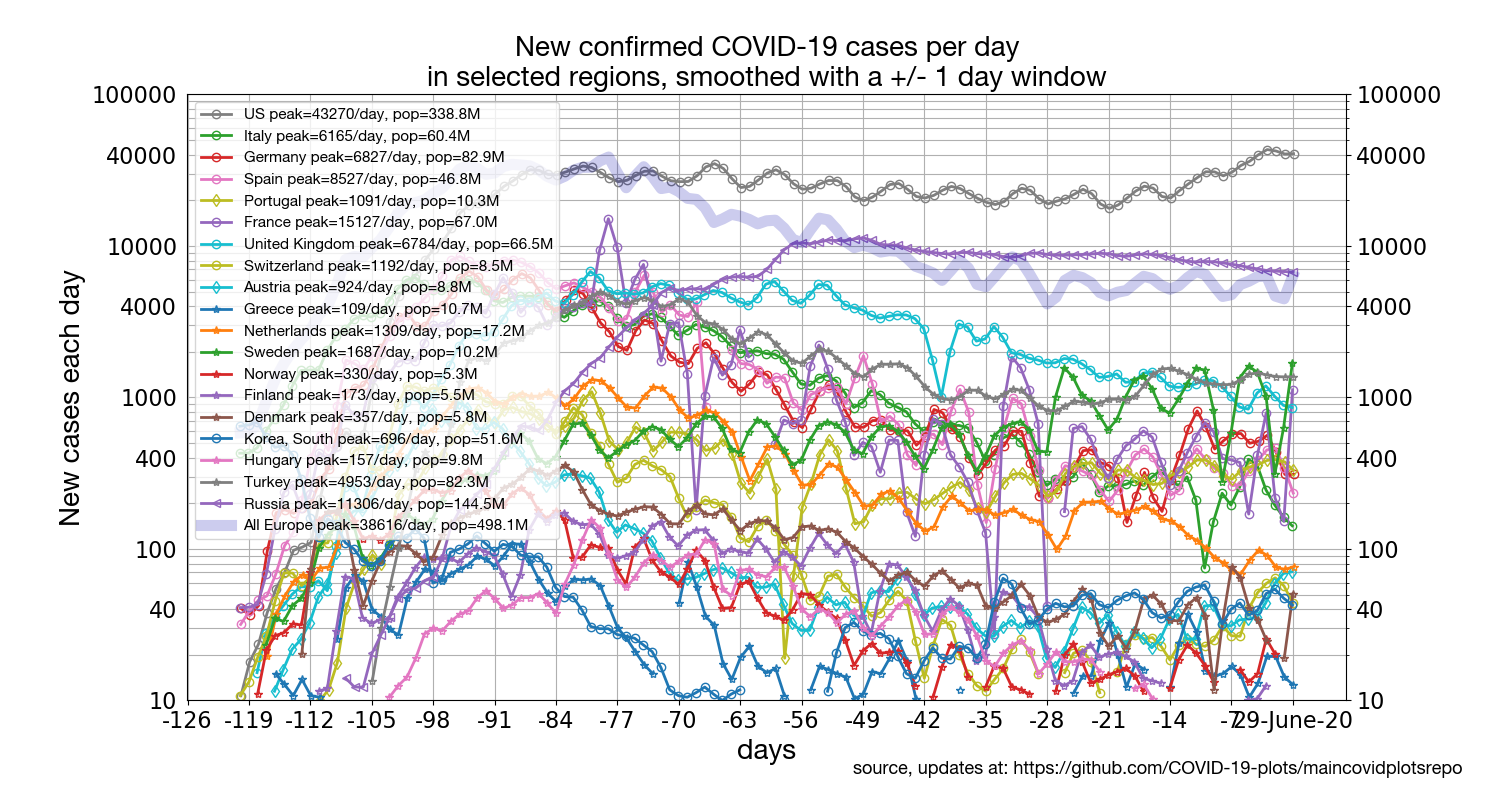 New confirmed COVID-19 cases per day
in selected regions, smoothed with a +/- 1 day window
100000
40000
10000
4000
1000
400
100
40
10
New cases each day
US peak=43270/day, pop=338.8M
Italy peak=6165/day, pop=60.4M
Germany peak=6827/day, pop=82.9M
Spain peak=8527/day, pop=46.8M
Portugal peak=1091/day, pop=10.3M
France peak=15127/day, pop=67.0M
United Kingdom peak=6784/day, pop=66.5M
Switzerland peak=1192/day, pop=8.5M
Austria peak=924/day, pop=8.8M
Greece peak=109/day, pop=10.7M
Netherlands peak=1309/day, pop=17.2M
Sweden peak=1687/day, pop=10.2M
Norway peak=330/day, pop=5.3M
Finland peak=173/day, pop=5.5M
Denmark peak=357/day, pop=5.8M
Korea, South peak=696/day, pop=51.6M
Hungary peak=157/day, pop=9.8M
Turkey peak=4953/day, pop=82.3M
Russia peak=11306/day, pop=144.5M
All Europe peak=38616/day, pop=498.1M
100000
40000
10000
4000
1000
400
100
40
10
-126 -119 -112 -105 -98 -91 -84 -77 -70 -63 -56 -49 -42 -35 -28 -21 -14 -7 29-June-20
days
source, updates at: https://github.com/COVID-19-plots/maincovidplotsrepo